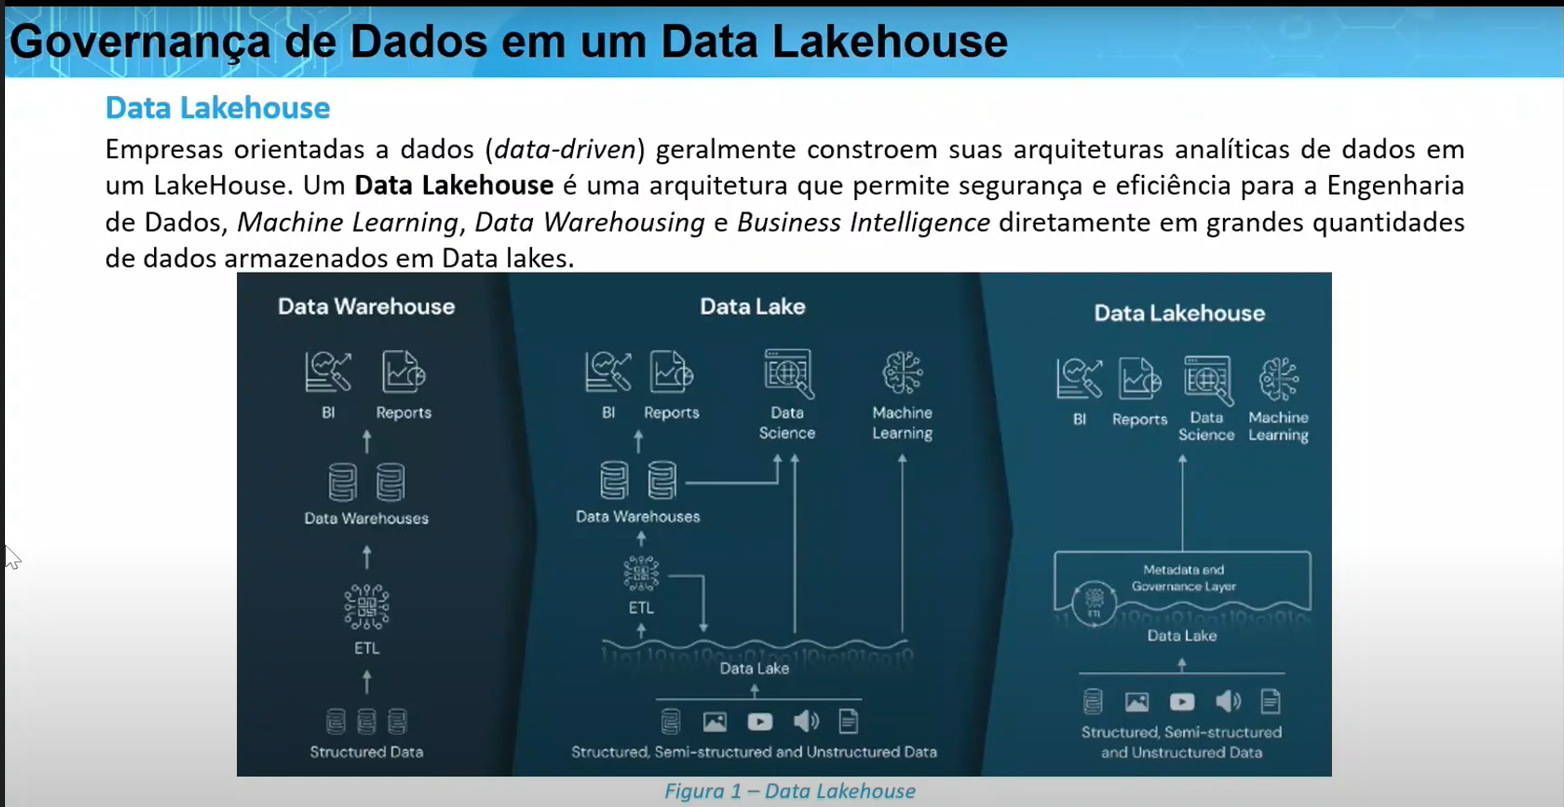 Governança de Dados em um Data Lakehouse
Data Lakehouse
Empresas orientadas a dados (data-driven) geralmente constroem suas arquiteturas analíticas de dados em
um LakeHouse. Um Data Lakehouse é uma arquitetura que permite segurança e eficiência para a Engenharia
de Dados, Machine Learning, Data Warehousing e Business Intelligence diretamente em grandes quantidades
de dados armazenados em Data lakes.
Data Warehouse
BI Reports
Data Warehouses
ETL
Structured Data
Data Lake
BI Reports Data Science Machine Learning
Data Warehouses
ETL
Data Lake
Structured, Semi-structured and Unstructured Data
Data Lakehouse
BI Reports Data Science Machine Learning
Metadata and
Governance Layer
ETL
Data Lake
Structured, Semi-structured
and Unstructured Data
Figura 1 – Data Lakehouse